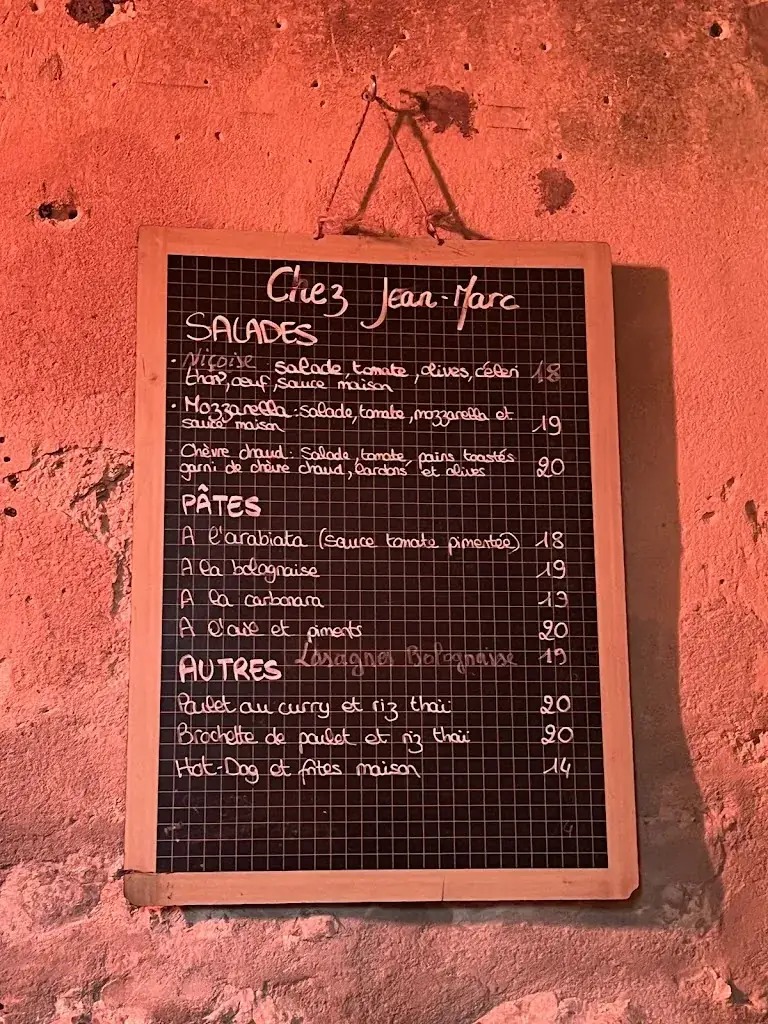 Chez Jean-Marc
SALADES
• Niçoise salade, tomate, olives, céleri 18
thon, œuf, sauce maison
• Mozzarella : salade, tomate, mozzarella et 19
sauce maison
Chèvre chaud : Salade, tomate, pains toastés 20
garni de chèvre chaud, lardons et olives
PÂTES
A l'arabiata (sauce tomate pimentée) 18
A la bolognaise 19
A la carbonara 19
A l'ail et piments 20
Lasagnes Bolognaise 19
AUTRES
Poulet au curry et riz thaï 20
Brochette de poulet et riz thaï 20
Hot-Dog et frites maison 14